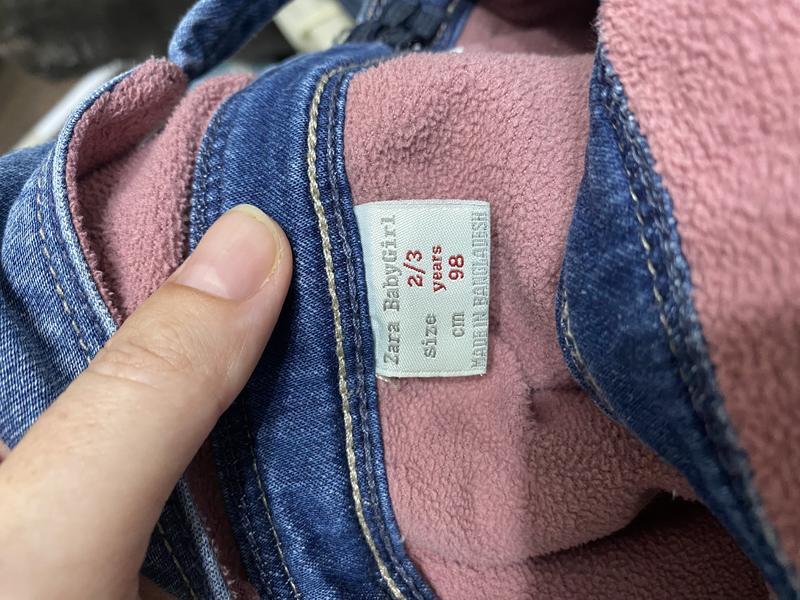 Zara BabyGirl
size 2/3 years
cm 98
MADE IN BANGLADESH